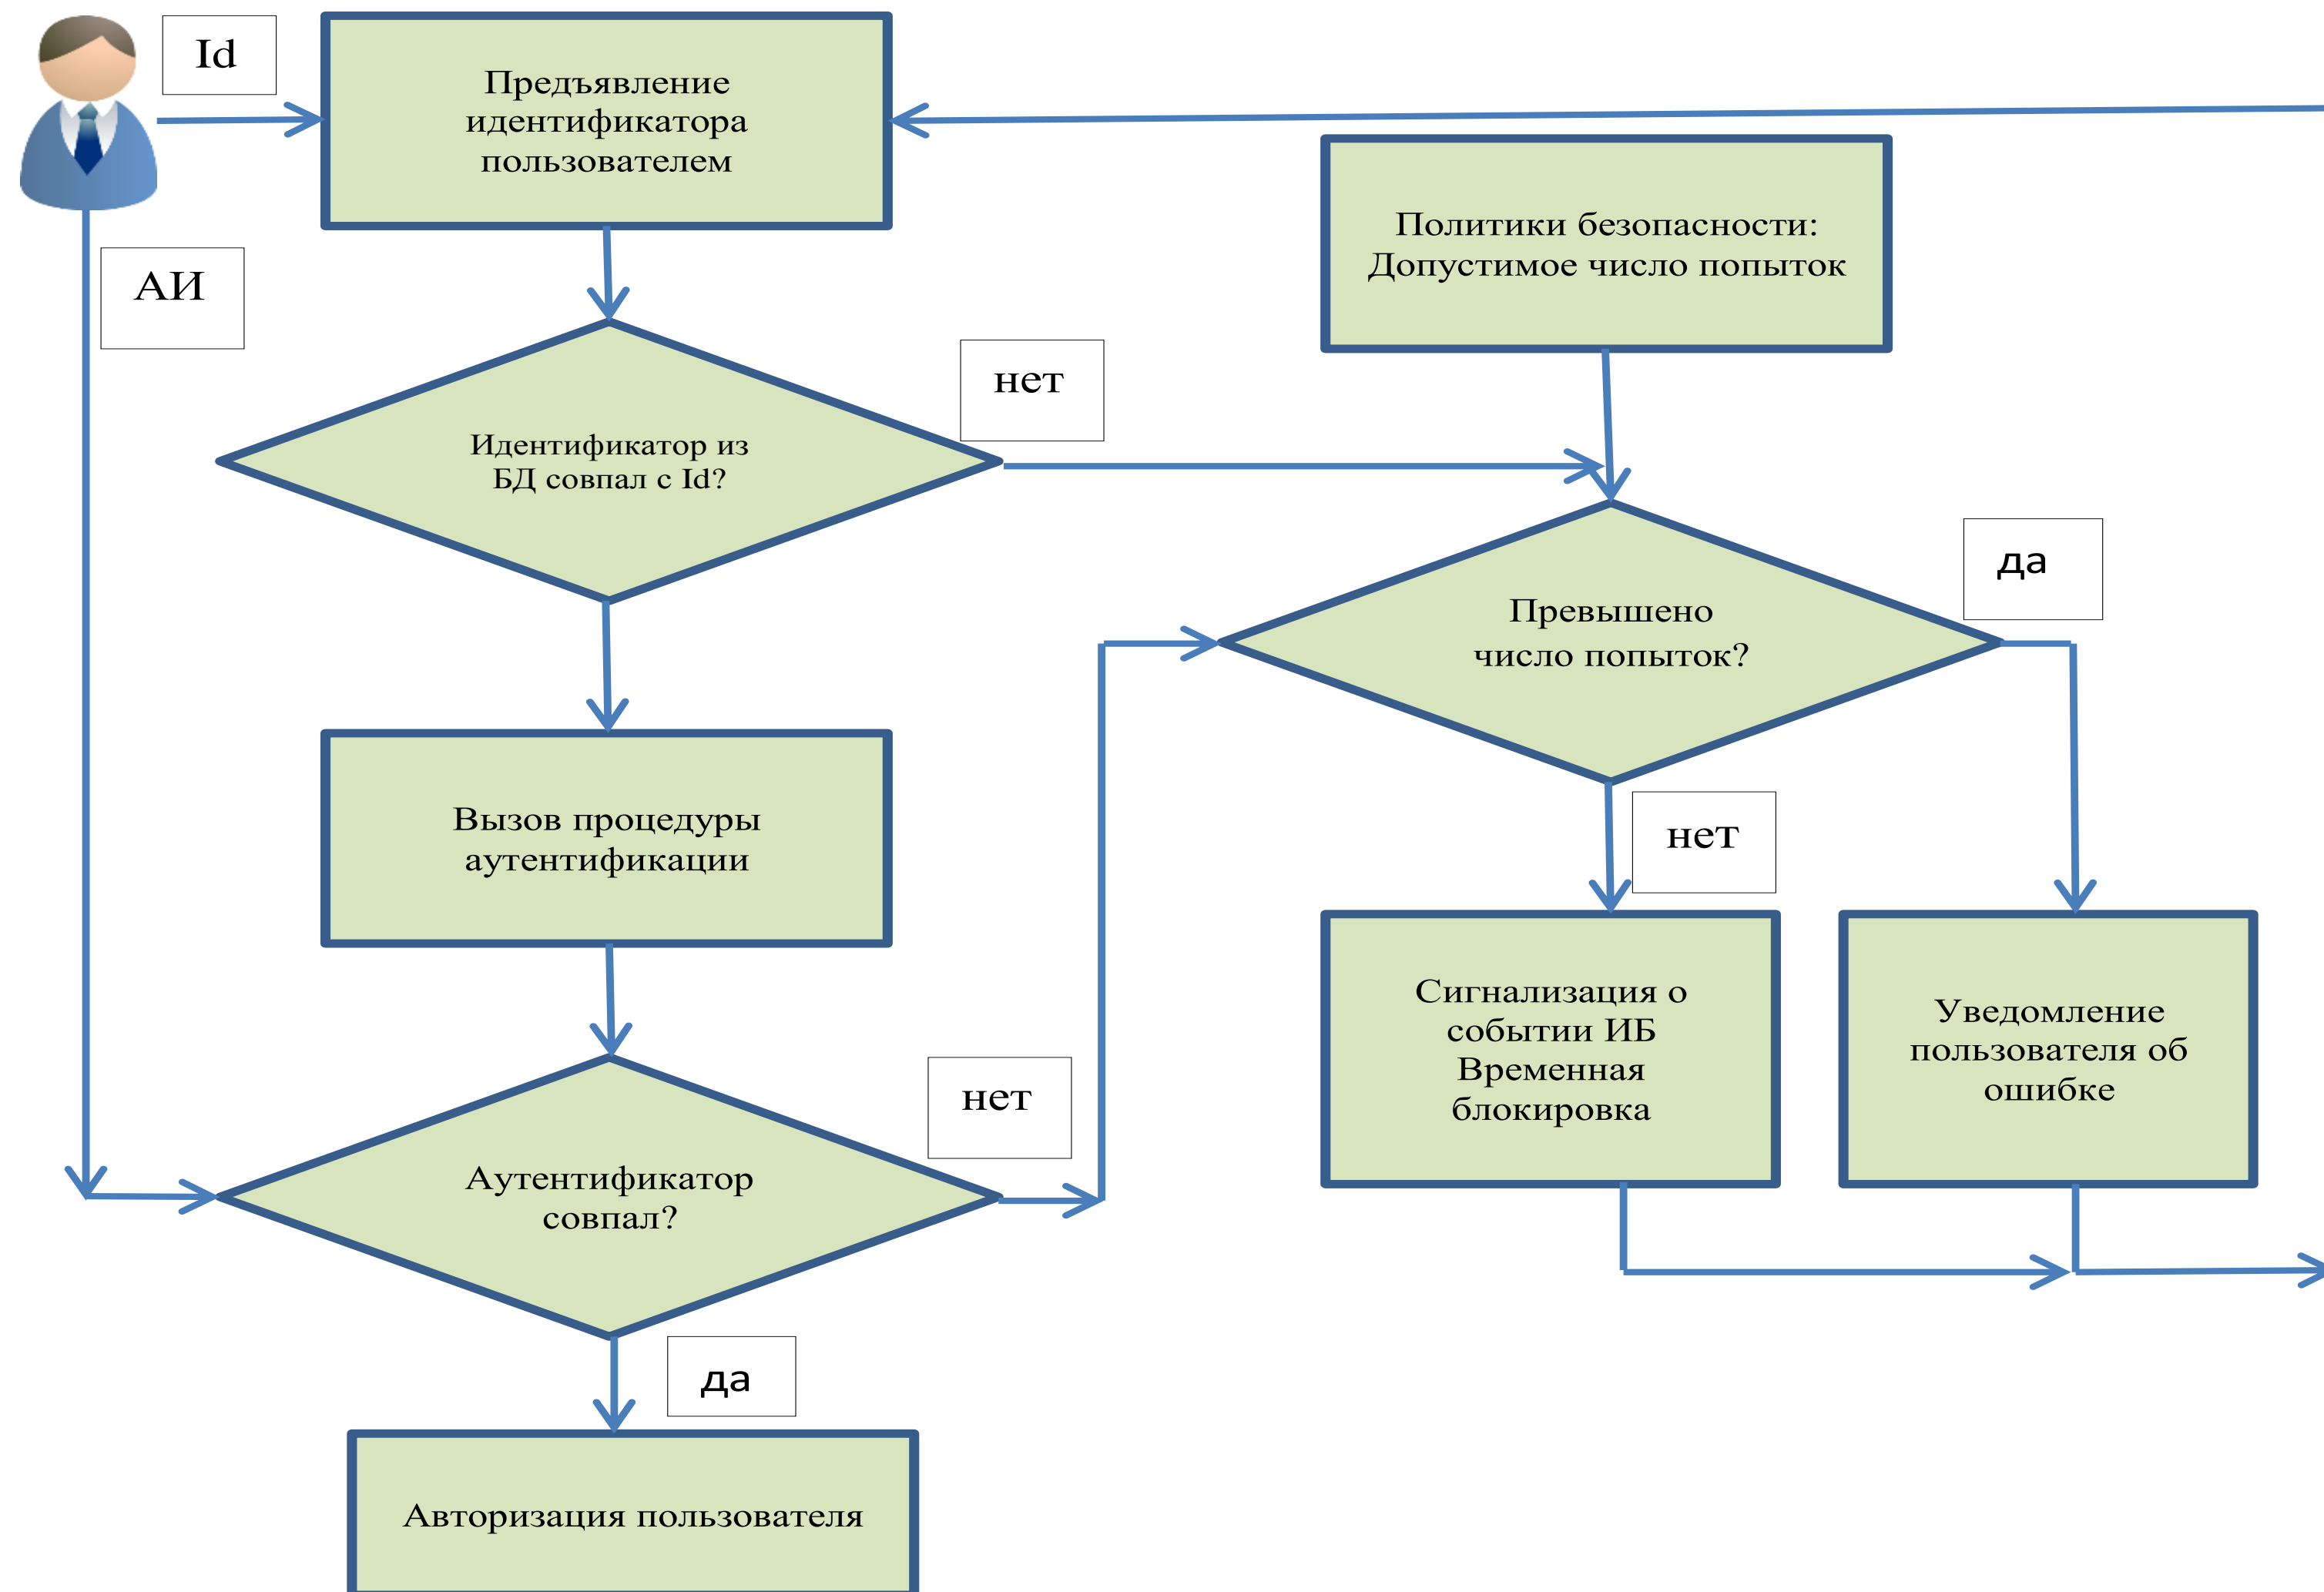 Id
Предъявление
идентификатора
пользователем
АИ
Политики безопасности:
Допустимое число попыток
нет
Идентификатор из
БД совпал с Id?
да
Превышено
число попыток?
Вызов процедуры
аутентификации
нет
Сигнализация о
событии ИБ
Временная
блокировка
Уведомление
пользователя об
ошибке
нет
Аутентификатор
совпал?
да
Авторизация пользователя